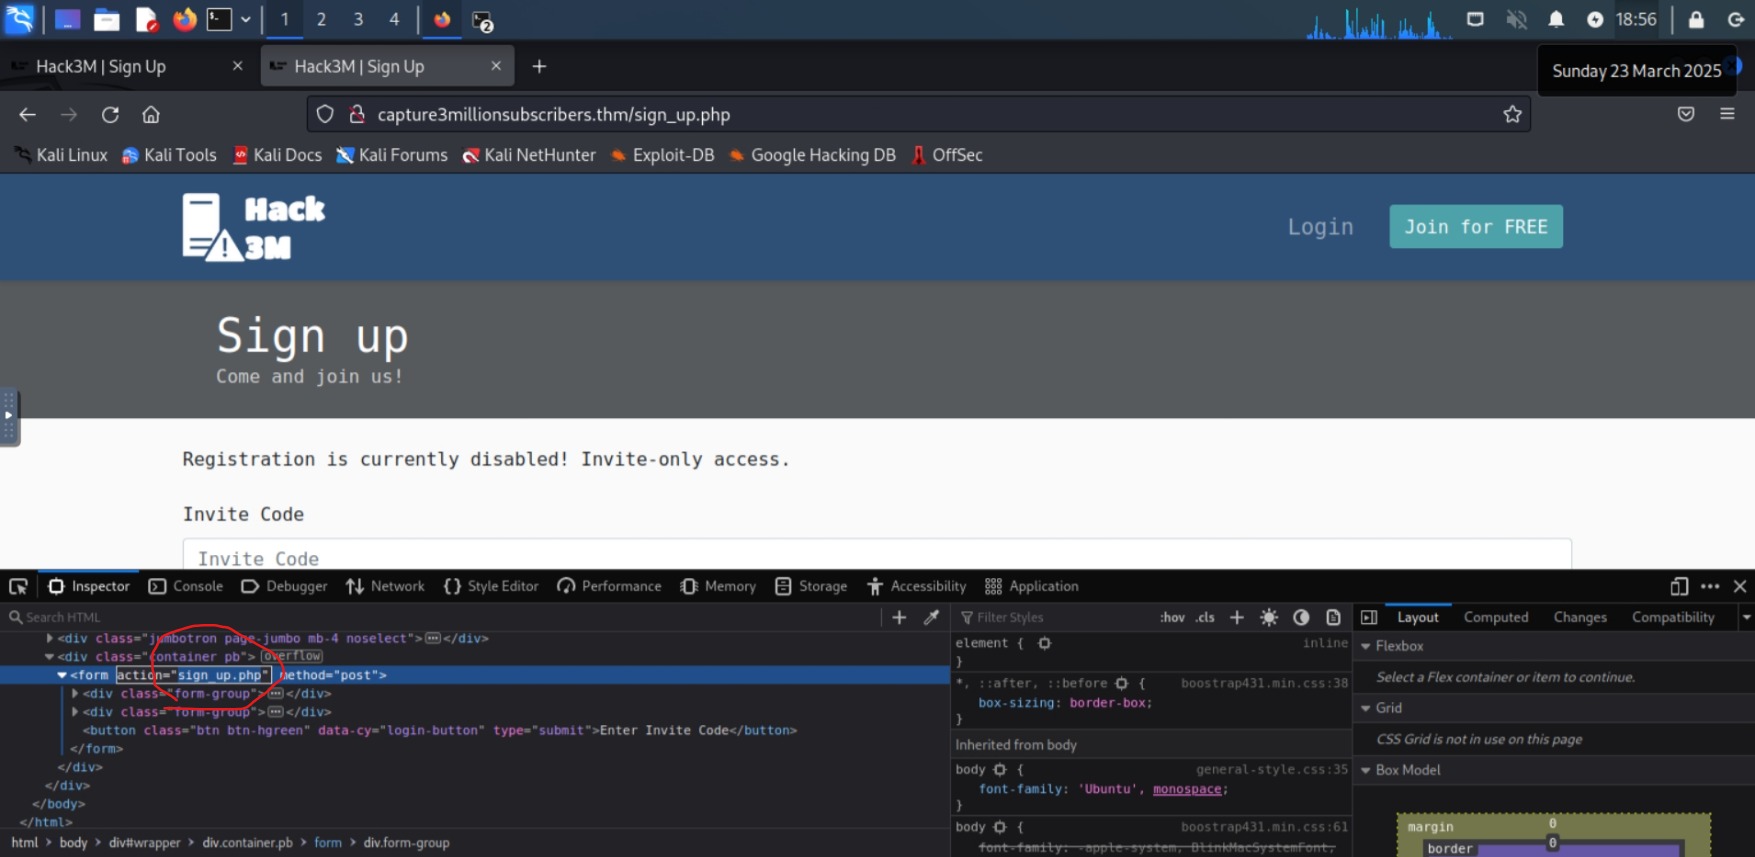 1 2 3 4 2 18:56
Hack3M | Sign Up Hack3M | Sign Up Sunday 23 March 2025
capture3millionsubscribers.thm/sign_up.php
Kali Linux Kali Tools Kali Docs Kali Forums Kali NetHunter Exploit-DB Google Hacking DB OffSec
Hack
3M
Login Join for FREE
Sign up
Come and join us!
Registration is currently disabled! Invite-only access.
Invite Code
Invite Code
Inspector Console Debugger Network {} Style Editor Performance Memory Storage Accessibility Application
Search HTML
<div class="jumbotron page-jumbo mb-4 noselect"></div>
<div class="container pb"> overflow
<form action="sign_up.php" method="post">
<div class="form-group"></div>
<div class="form-group"></div>
<button class="btn btn-hgreen" data-cy="login-button" type="submit">Enter Invite Code</button>
</form>
</div>
</div>
</body>
</html>
html > body > div#wrapper > div.container.pb > form > div.form-group
Filter Styles :hov .cls
element { inline
}
*, ::after, ::before { boostrap431.min.css:38
box-sizing: border-box;
}
Inherited from body
body { general-style.css:35
font-family: 'Ubuntu', monospace;
}
body { boostrap431.min.css:61
font-family: -apple-system, BlinkMacSystemFont,
Layout Computed Changes Compatibility
Flexbox
Select a Flex container or item to continue.
Grid
CSS Grid is not in use on this page
Box Model
margin 0
border 0